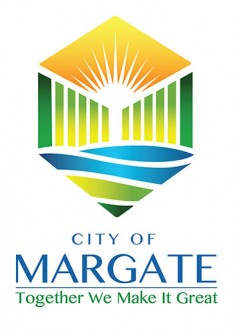 CITY OF
MARGATE
Together We Make It Great